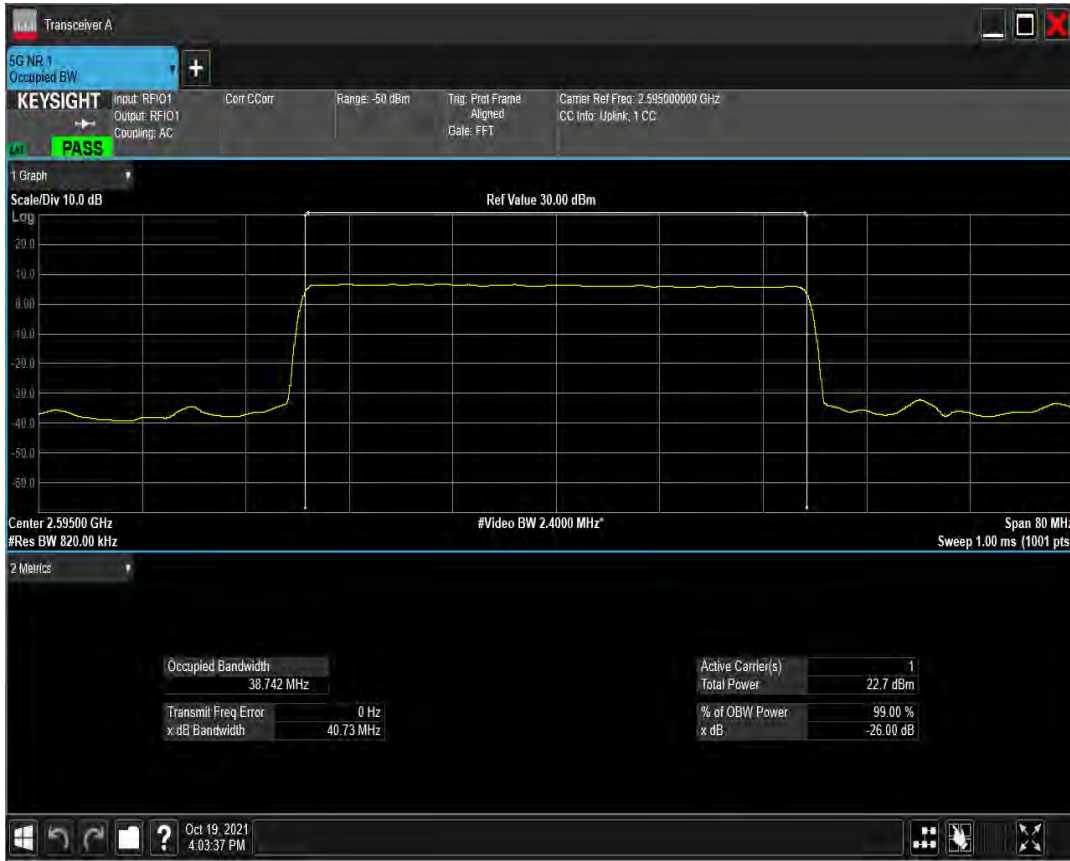 Transceiver A
5G NR 1
Occupied BW
+
KEYSIGHT
Input: RFIO1
Output: RFIO1
Coupling: AC
Corr CCorr
Range: -50 dBm
Trig: Prot Frame
Aligned
Gate: FFT
Carrier Ref Freq: 2.595000000 GHz
CC Info: Uplink, 1 CC
PASS
1 Graph
Scale/Div 10.0 dB
Ref Value 30.00 dBm
Log
20.0
10.0
0.00
-10.0
-20.0
-30.0
-40.0
-50.0
-60.0
Center 2.59500 GHz
#Video BW 2.4000 MHz*
Span 80 MHz
#Res BW 820.00 kHz
Sweep 1.00 ms (1001 pts
2 Metrics
Occupied Bandwidth
38.742 MHz
Transmit Freq Error 0 Hz
x dB Bandwidth 40.73 MHz
Active Carrier(s) 1
Total Power 22.7 dBm
% of OBW Power 99.00 %
x dB -26.00 dB
?
Oct 19, 2021
4:03:37 PM